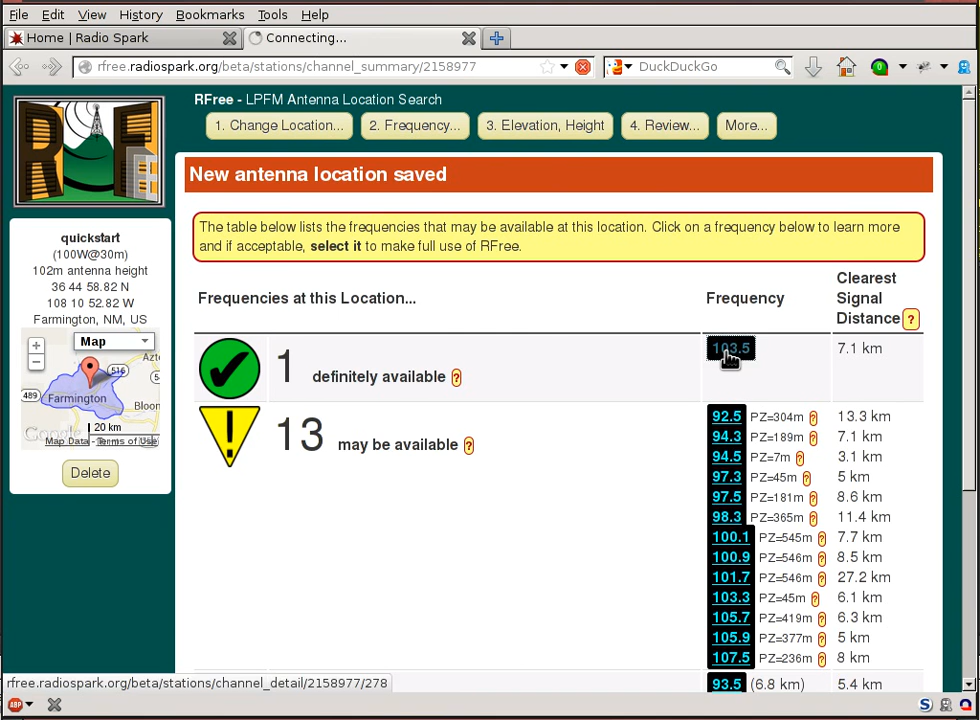 File Edit View History Bookmarks Tools Help
Home | Radio Spark
Connecting...
rfree.radiospark.org/beta/stations/channel_summary/2158977
DuckDuckGo
RFree - LPFM Antenna Location Search
1. Change Location... 2. Frequency... 3. Elevation, Height 4. Review... More...
New antenna location saved
quickstart
(100W@30m)
102m antenna height
36 44 58.82 N
108 10 52.82 W
Farmington, NM, US
Map
+
−
Azte
516
489
Farmington
Bloon
20 km
Google
Map Data - Terms of Use
Delete
The table below lists the frequencies that may be available at this location. Click on a frequency below to learn more
and if acceptable, select it to make full use of RFree.
Frequencies at this Location...
Frequency
Clearest
Signal
Distance ?
1 definitely available ?
103.5 7.1 km
13 may be available ?
92.5 PZ=304m ? 13.3 km
94.3 PZ=189m ? 7.1 km
94.5 PZ=7m ? 3.1 km
97.3 PZ=45m ? 5 km
97.5 PZ=181m ? 8.6 km
98.3 PZ=365m ? 11.4 km
100.1 PZ=545m ? 7.7 km
100.9 PZ=546m ? 8.5 km
101.7 PZ=546m ? 27.2 km
103.3 PZ=45m ? 6.1 km
105.7 PZ=419m ? 6.3 km
105.9 PZ=377m ? 5 km
107.5 PZ=236m ? 8 km
93.5 (6.8 km) 5.4 km
rfree.radiospark.org/beta/stations/channel_detail/2158977/278
ABP
S